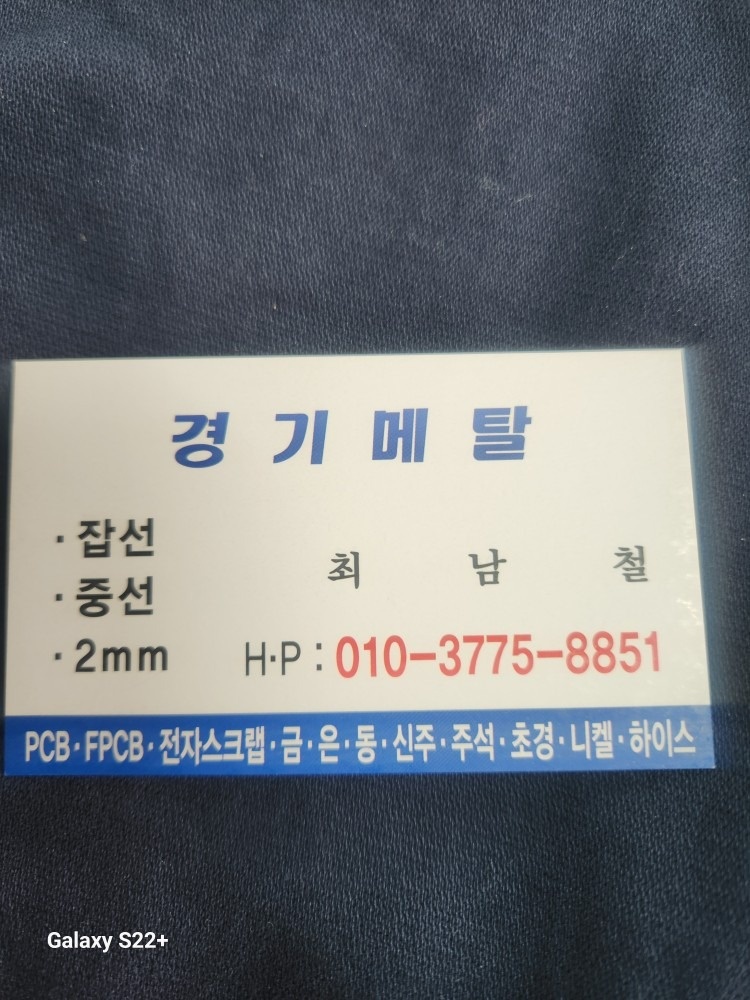 경기메탈
·잡선
·중선
·2mm
최 남 철
H·P : 010-3775-8851
PCB·FPCB·전자스크랩·금·은·동·신주·주석·초경·니켈·하이스
Galaxy S22+